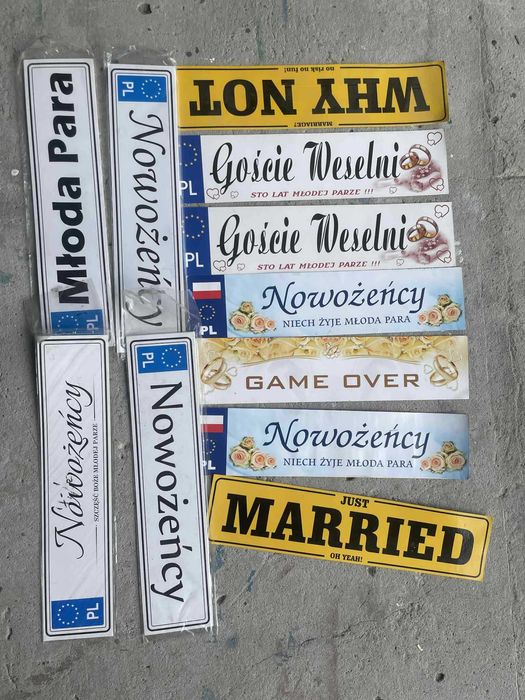 Młoda Para
PL
PL
Nowożeńcy
MARRIAGE!
WHY NOT
no risk no fun!
PL
Goście Weselni
STO LAT MŁODEJ PARZE !!!
PL
Goście Weselni
STO LAT MŁODEJ PARZE !!!
PL
Nowożeńcy
NIECH ŻYJE MŁODA PARA
GAME OVER
PL
Nowożeńcy
NIECH ŻYJE MŁODA PARA
PL
Nowożeńcy
SZCZĘŚĆ BOŻE MŁODEJ PARZE
PL
Nowożeńcy
JUST
MARRIED
OH YEAH!